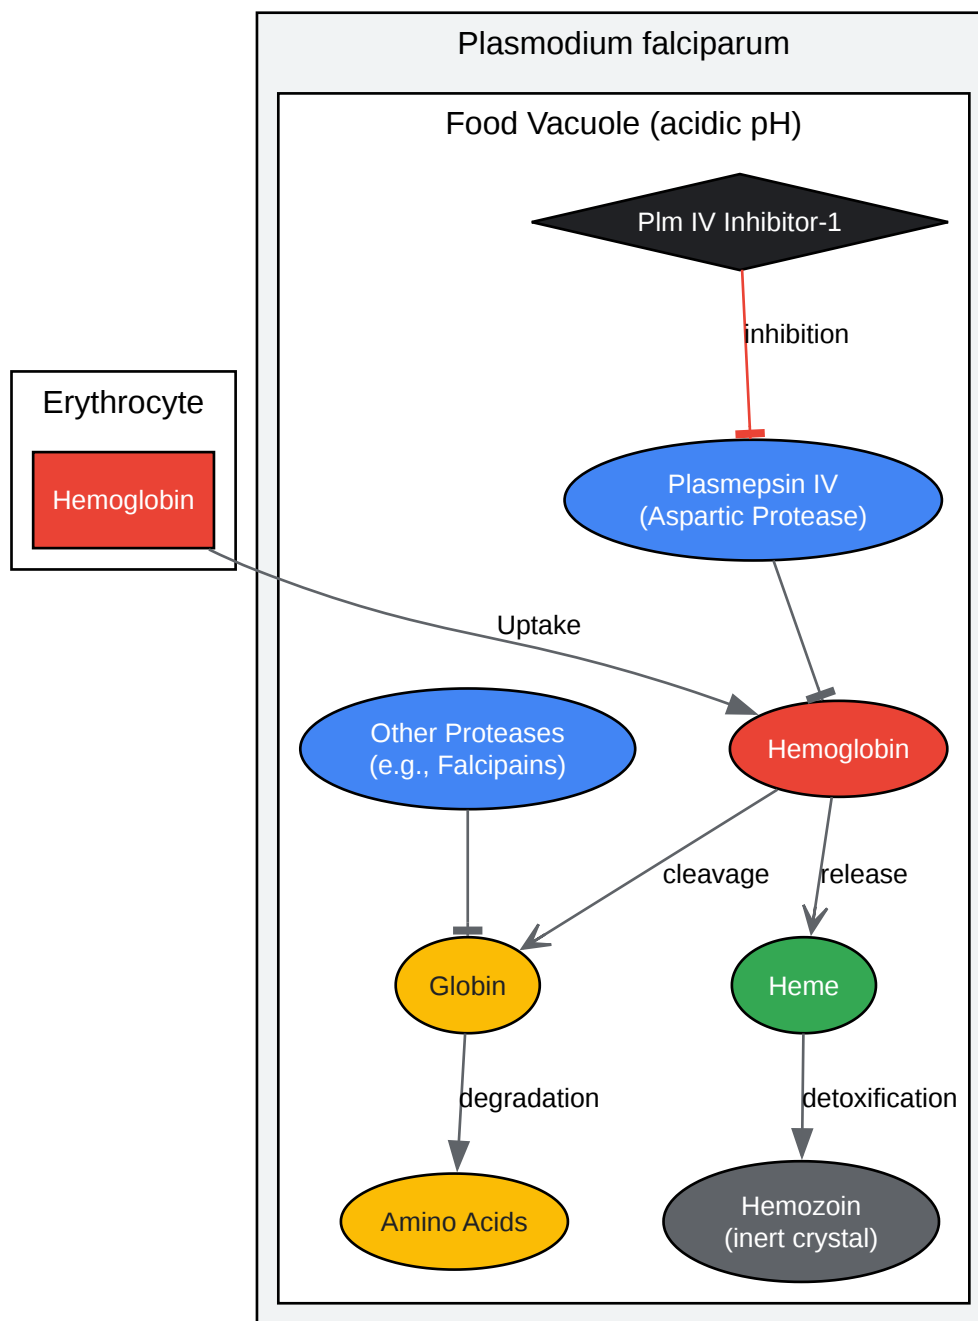 Plasmodium falciparum
Food Vacuole (acidic pH)
Plm IV Inhibitor-1
inhibition
Erythrocyte
Hemoglobin
Plasmepsin IV
(Aspartic Protease)
Uptake
Other Proteases
(e.g., Falcipains)
Hemoglobin
cleavage
release
Globin
Heme
degradation
detoxification
Amino Acids
Hemozoin
(inert crystal)